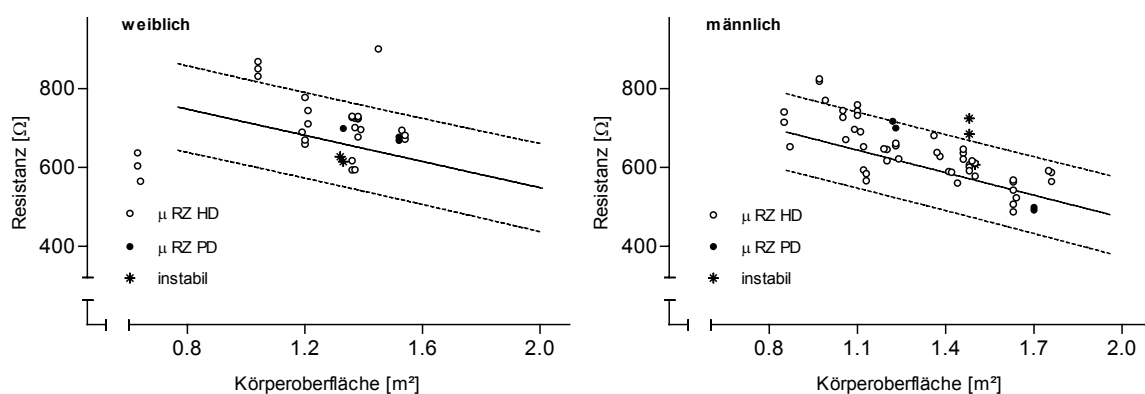 weiblich
Resistanz [Ω]
800
600
400
μ RZ HD
μ RZ PD
instabil
0.8 1.2 1.6 2.0
Körperoberfläche [m²]
männlich
Resistanz [Ω]
800
600
400
μ RZ HD
μ RZ PD
instabil
0.8 1.1 1.4 1.7 2.0
Körperoberfläche [m²]